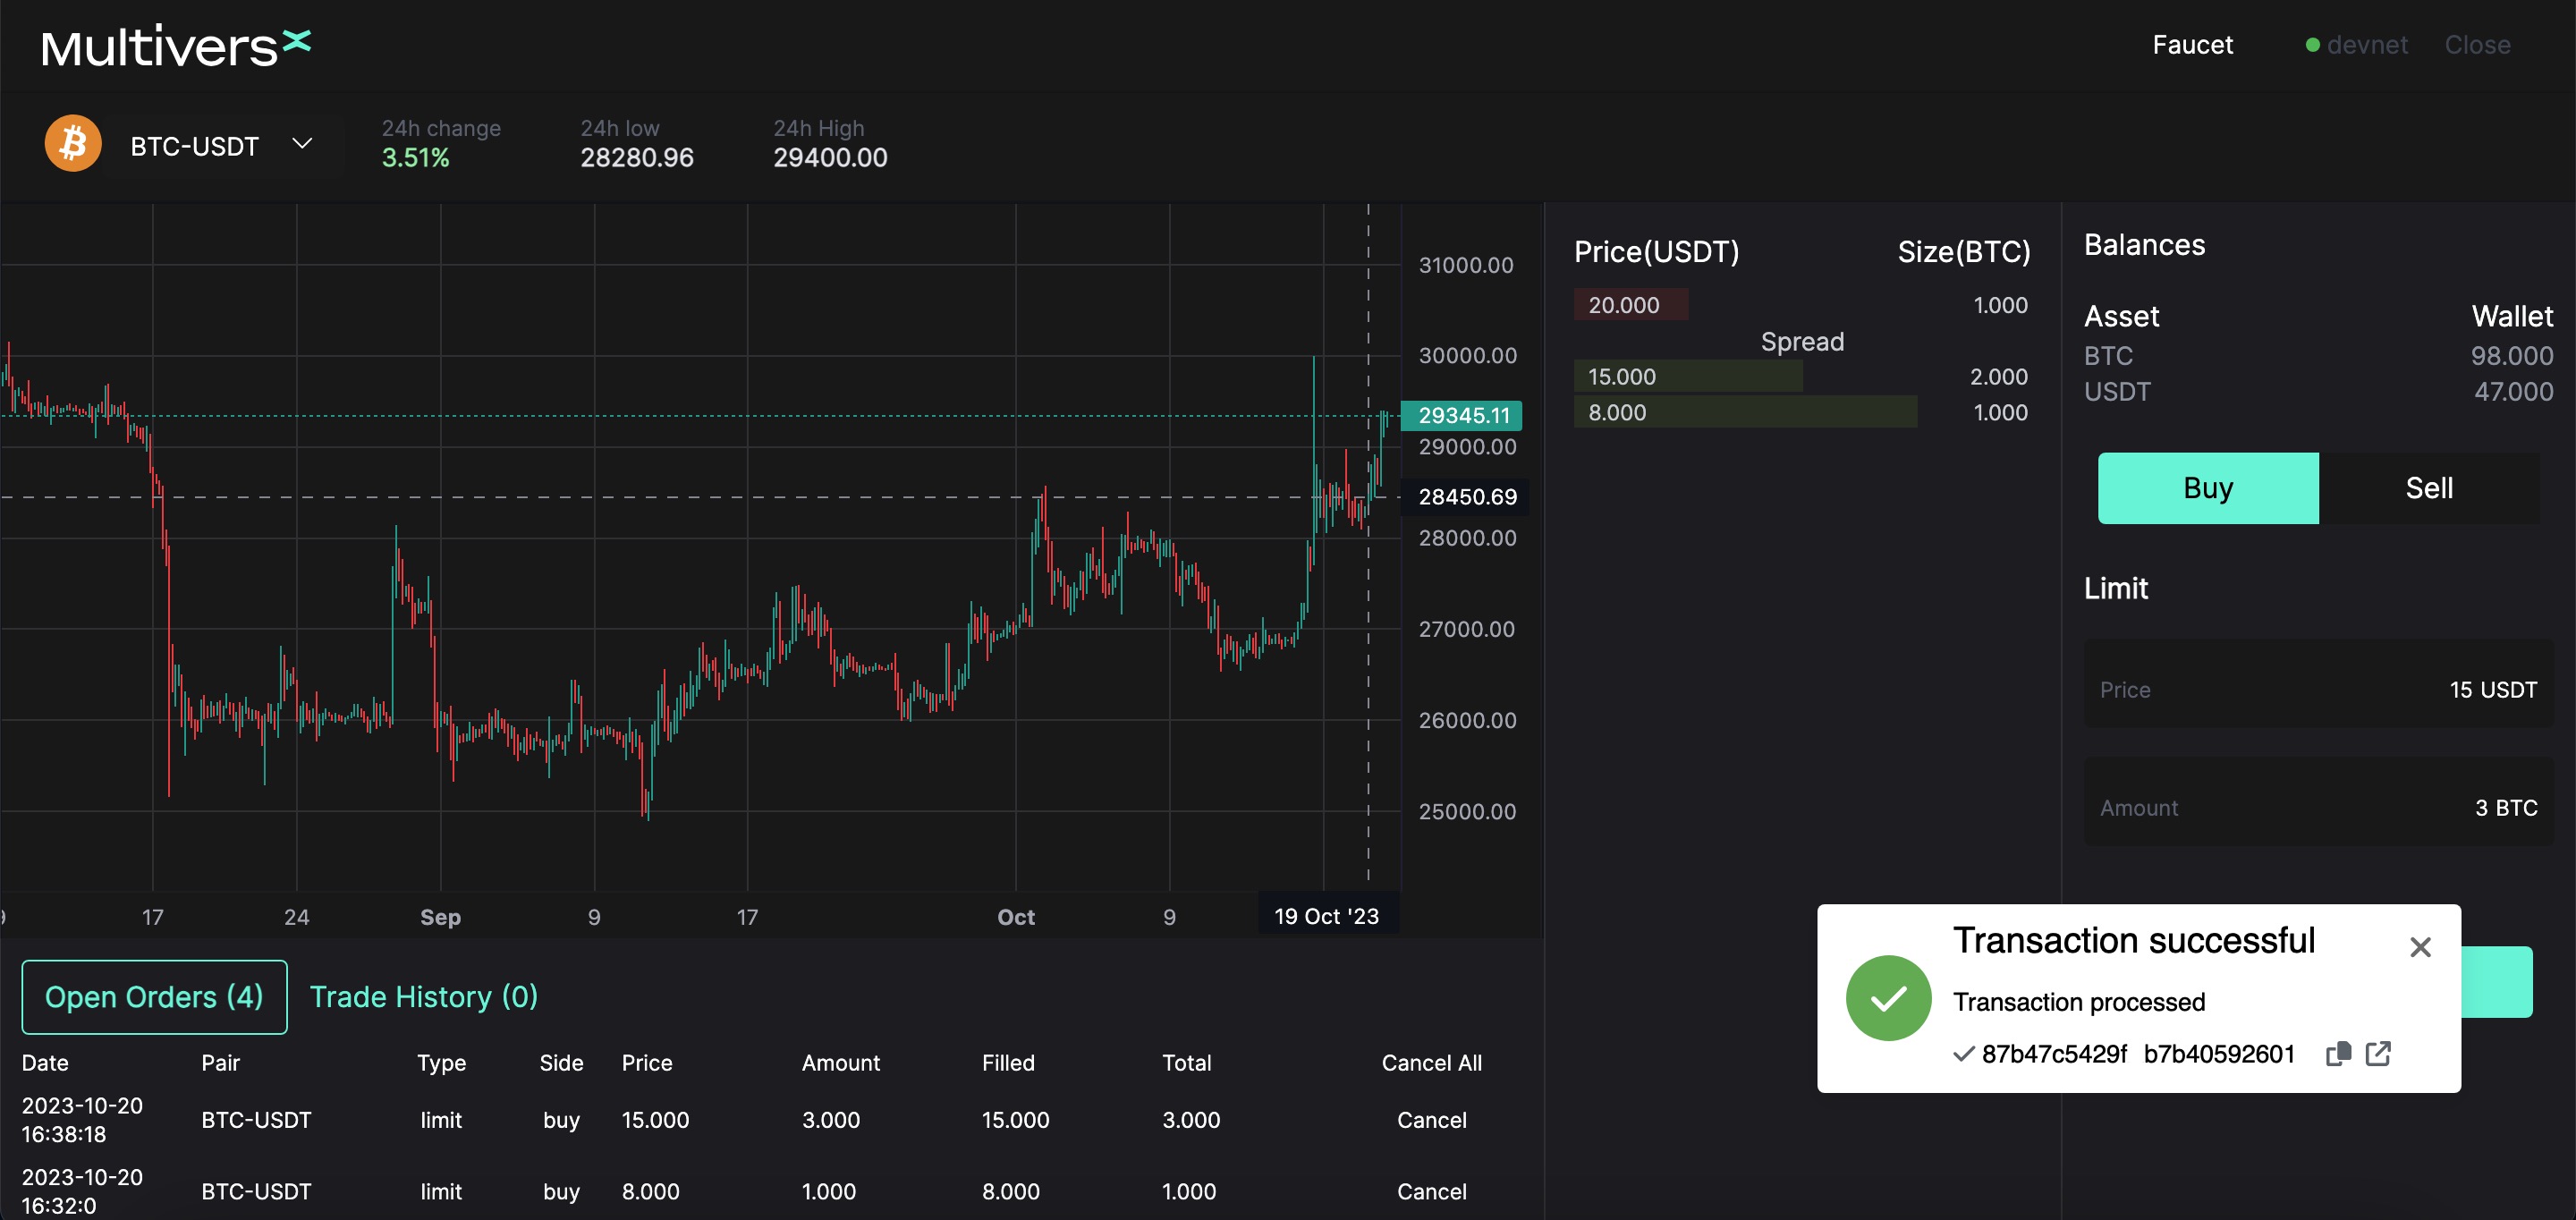 Multivers
Faucet devnet Close
BTC-USDT
24h change 24h low 24h High
3.51% 28280.96 29400.00
31000.00
30000.00
29345.11
29000.00
28450.69
28000.00
27000.00
26000.00
25000.00
17 24 Sep 9 17 Oct 9 19 Oct '23
Price(USDT) Size(BTC)
20.000 1.000
Spread
15.000 2.000
8.000 1.000
Balances
Asset Wallet
BTC 98.000
USDT 47.000
Buy Sell
Limit
Price 15 USDT
Amount 3 BTC
Transaction successful
Transaction processed
87b47c5429f b7b40592601
Open Orders (4) Trade History (0)
Date Pair Type Side Price Amount Filled Total Cancel All
2023-10-20
16:38:18 BTC-USDT limit buy 15.000 3.000 15.000 3.000 Cancel
2023-10-20
16:32:0 BTC-USDT limit buy 8.000 1.000 8.000 1.000 Cancel